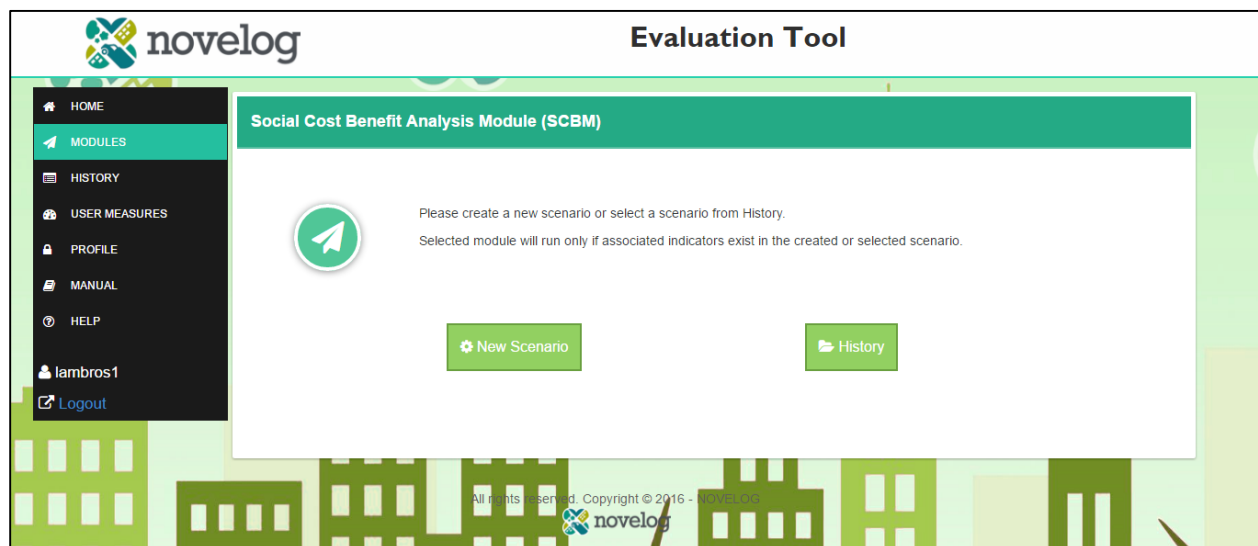 novelog
Evaluation Tool
HOME
MODULES
HISTORY
USER MEASURES
PROFILE
MANUAL
HELP
lambros1
Logout
Social Cost Benefit Analysis Module (SCBM)
Please create a new scenario or select a scenario from History.
Selected module will run only if associated indicators exist in the created or selected scenario.
New Scenario
History
All rights reserved. Copyright © 2016 - NOVELOG
novelog